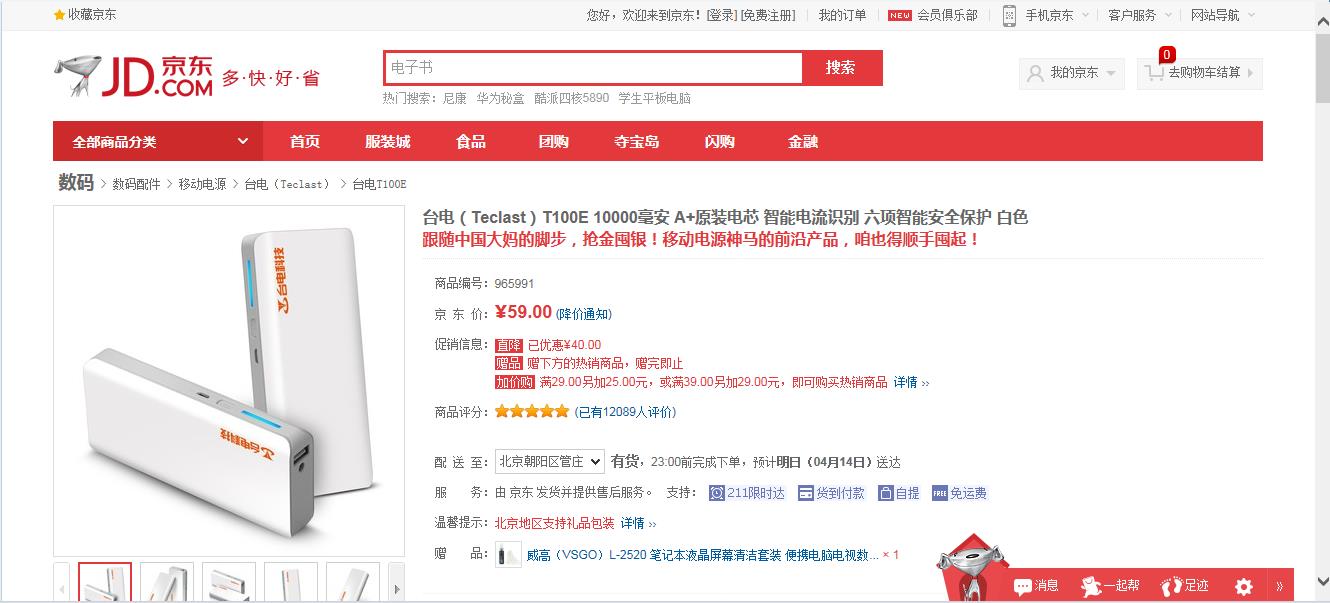 收藏京东
您好，欢迎来到京东！[登录] [免费注册] 我的订单 NEW 会员俱乐部 手机京东 客户服务 网站导航
JD.COM 京东 多·快·好·省
电子书 搜索
我的京东 0 去购物车结算
热门搜索： 尼康 华为秘盒 酷派四核5890 学生平板电脑
全部商品分类 首页 服装城 食品 团购 夺宝岛 闪购 金融
数码 > 数码配件 > 移动电源 > 台电（Teclast） > 台电T100E
台电（Teclast）T100E 10000毫安 A+原装电芯 智能电流识别 六项智能安全保护 白色
跟随中国大妈的脚步，抢金囤银！移动电源神马的前沿产品，咱也得顺手囤起！
台电科技
台电科技
商品编号：965991
京 东 价：¥59.00 (降价通知)
促销信息：直降 已优惠¥40.00
赠品 赠下方的热销商品，赠完即止
加价购 满29.00另加25.00元，或满39.00另加29.00元，即可购买热销商品 详情 ››
商品评分： (已有12089人评价)
配 送 至：北京朝阳区管庄 有货，23:00前完成下单，预计明日（04月14日）送达
服 务：由 京东 发货并提供售后服务。 支持： 211限时达 货到付款 自提 FREE 免运费
温馨提示：北京地区支持礼品包装 详情 ››
赠 品： 威高（VSGO）L-2520 笔记本液晶屏幕清洁套装 便携电脑电视数... × 1
消息 一起帮 足迹 »